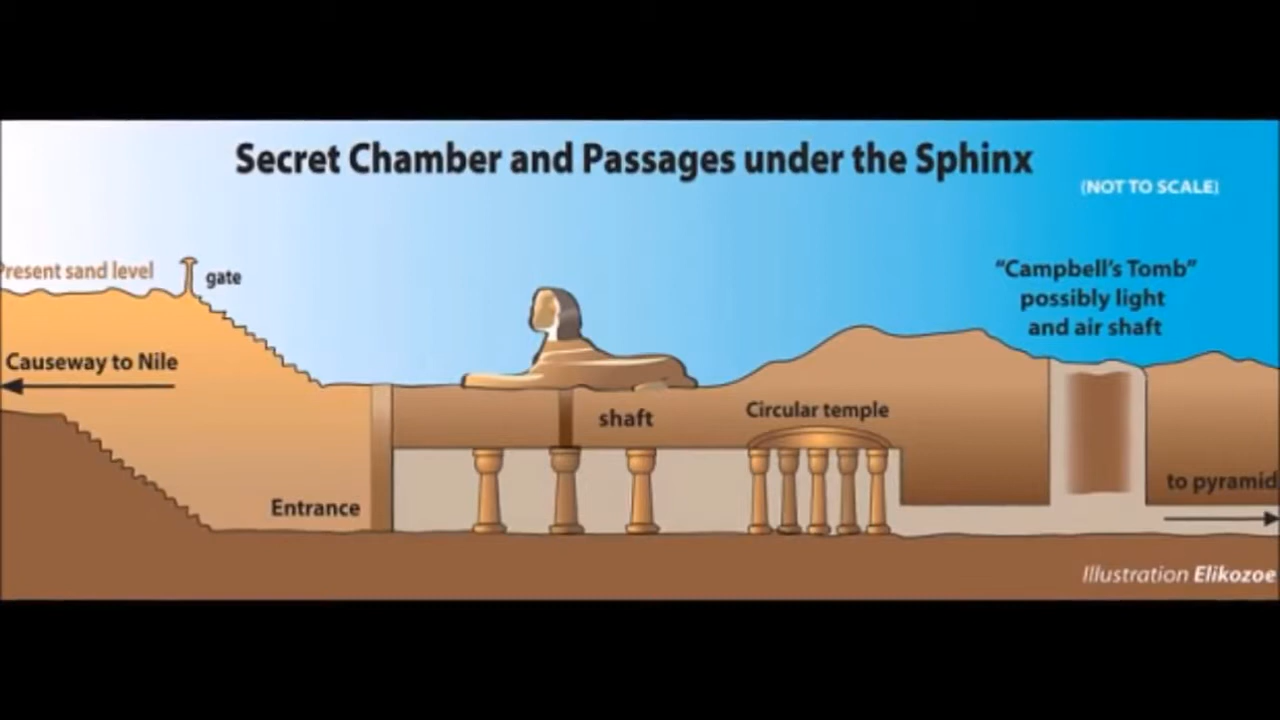 Secret Chamber and Passages under the Sphinx
(NOT TO SCALE)
Present sand level
gate
"Campbell's Tomb"
possibly light
and air shaft
Causeway to Nile
shaft
Circular temple
Entrance
to pyramid
Illustration Elikozoe